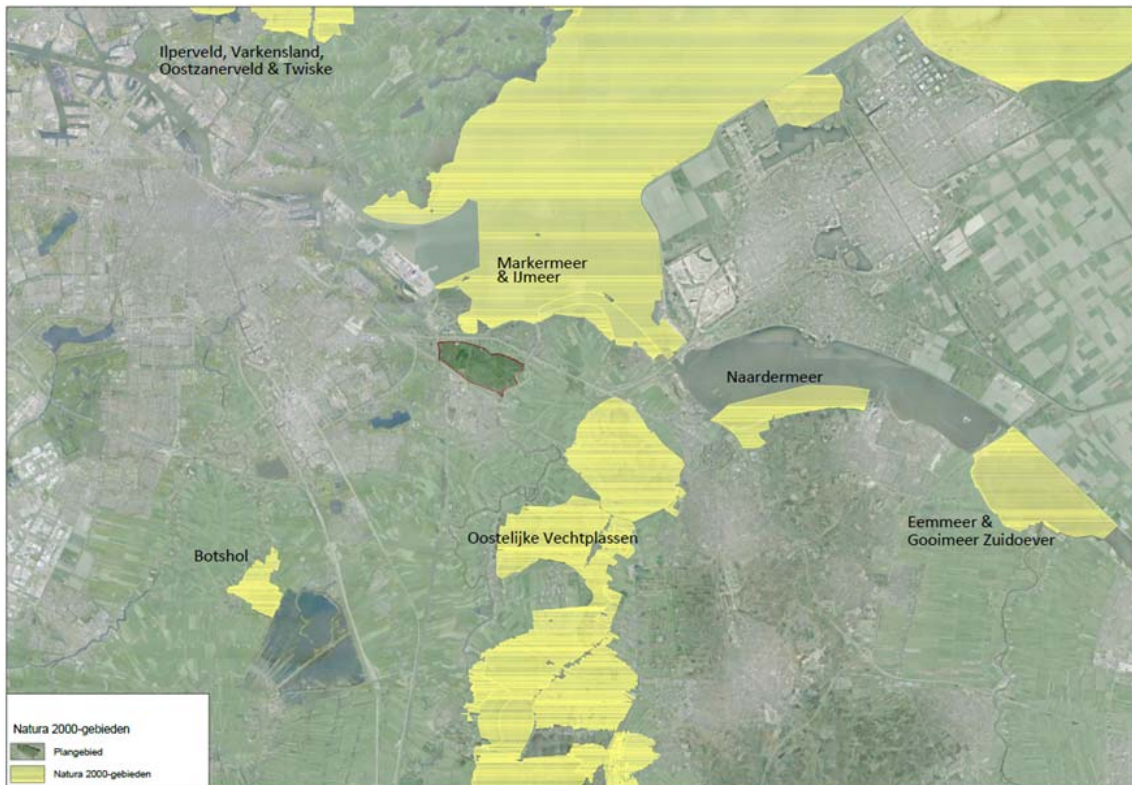 Ilperveld, Varkensland,
Oostzanerveld & Twiske
Markermeer
& IJmeer
Naardermeer
Oostelijke Vechtplassen
Eemmeer &
Gooimeer Zuidoever
Botshol
Natura 2000-gebieden
Plangebied
Natura 2000-gebieden